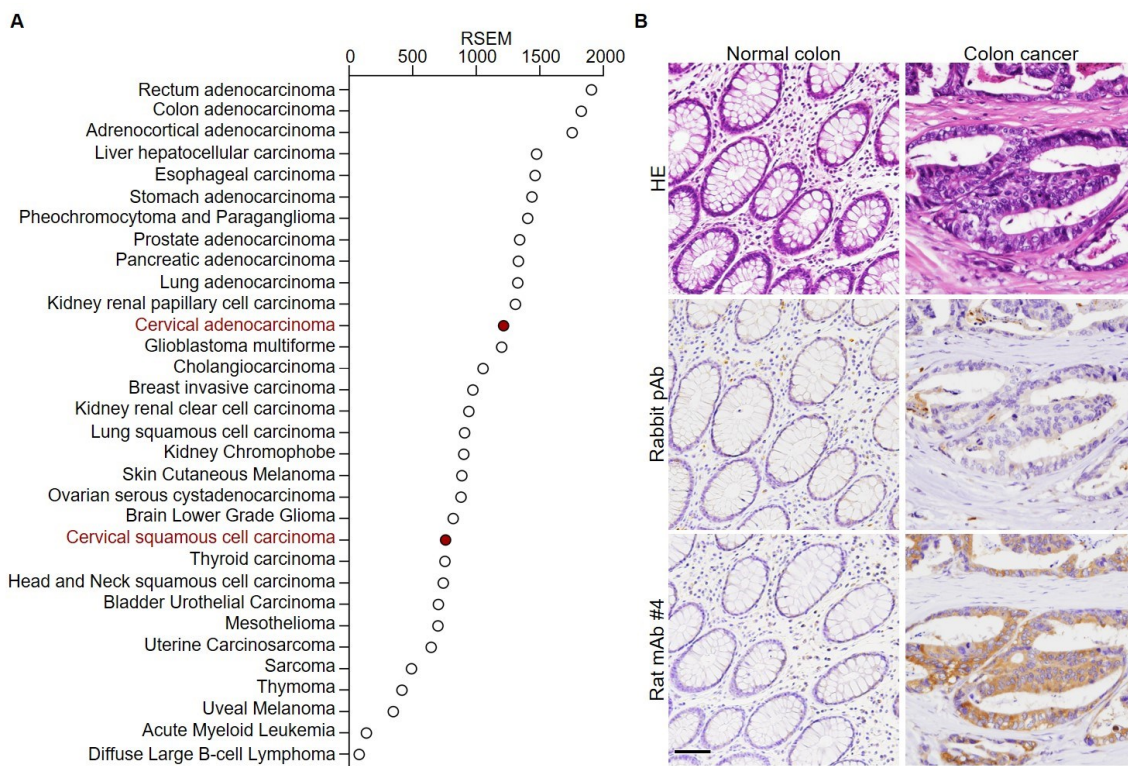 A
RSEM
0 500 1000 1500 2000
Rectum adenocarcinoma
Colon adenocarcinoma
Adrenocortical adenocarcinoma
Liver hepatocellular carcinoma
Esophageal carcinoma
Stomach adenocarcinoma
Pheochromocytoma and Paraganglioma
Prostate adenocarcinoma
Pancreatic adenocarcinoma
Lung adenocarcinoma
Kidney renal papillary cell carcinoma
Cervical adenocarcinoma
Glioblastoma multiforme
Cholangiocarcinoma
Breast invasive carcinoma
Kidney renal clear cell carcinoma
Lung squamous cell carcinoma
Kidney Chromophobe
Skin Cutaneous Melanoma
Ovarian serous cystadenocarcinoma
Brain Lower Grade Glioma
Cervical squamous cell carcinoma
Thyroid carcinoma
Head and Neck squamous cell carcinoma
Bladder Urothelial Carcinoma
Mesothelioma
Uterine Carcinosarcoma
Sarcoma
Thymoma
Uveal Melanoma
Acute Myeloid Leukemia
Diffuse Large B-cell Lymphoma
B
Normal colon
Colon cancer
HE
Rabbit pAb
Rat mAb #4